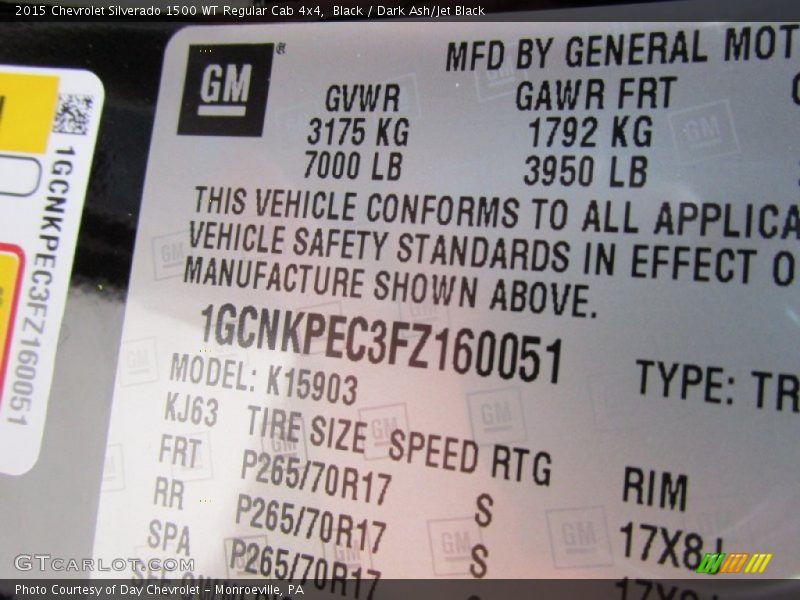 2015 Chevrolet Silverado 1500 WT Regular Cab 4x4, Black / Dark Ash/Jet Black
GM ®
MFD BY GENERAL MOT
GVWR GAWR FRT
3175 KG 1792 KG
7000 LB 3950 LB
THIS VEHICLE CONFORMS TO ALL APPLICA
VEHICLE SAFETY STANDARDS IN EFFECT O
MANUFACTURE SHOWN ABOVE.
1GCNKPEC3FZ160051
MODEL: K15903 TYPE: TR
KJ63 TIRE SIZE SPEED RTG RIM
FRT P265/70R17 S 17X8
RR P265/70R17 S
SPA P265/70R17
1GCNKPEC3FZ160051
GTCARLOT.COM
Photo Courtesy of Day Chevrolet – Monroeville, PA